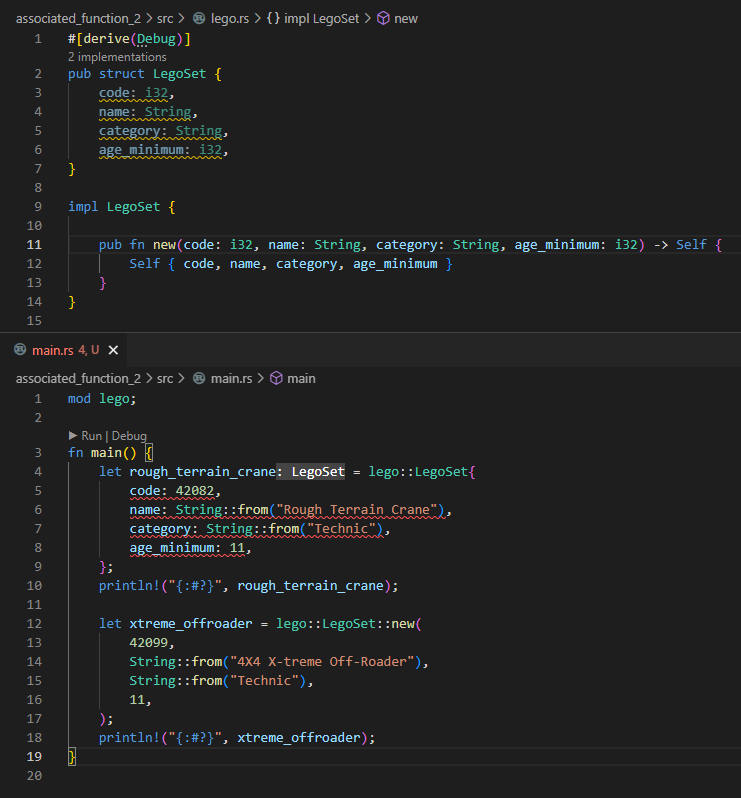 associated_function_2 > src > lego.rs > {} impl LegoSet > new
1 #[derive(Debug)]
2 implementations
2 pub struct LegoSet {
3     code: i32,
4     name: String,
5     category: String,
6     age_minimum: i32,
7 }
8
9 impl LegoSet {
10
11     pub fn new(code: i32, name: String, category: String, age_minimum: i32) -> Self {
12         Self { code, name, category, age_minimum }
13     }
14 }
15
main.rs 4, U ×
associated_function_2 > src > main.rs > main
1 mod lego;
2
Run | Debug
3 fn main() {
4     let rough_terrain_crane: LegoSet = lego::LegoSet{
5         code: 42082,
6         name: String::from("Rough Terrain Crane"),
7         category: String::from("Technic"),
8         age_minimum: 11,
9     };
10     println!("{:#?}", rough_terrain_crane);
11
12     let xtreme_offroader = lego::LegoSet::new(
13         42099,
14         String::from("4X4 X-treme Off-Roader"),
15         String::from("Technic"),
16         11,
17     );
18     println!("{:#?}", xtreme_offroader);
19 }
20